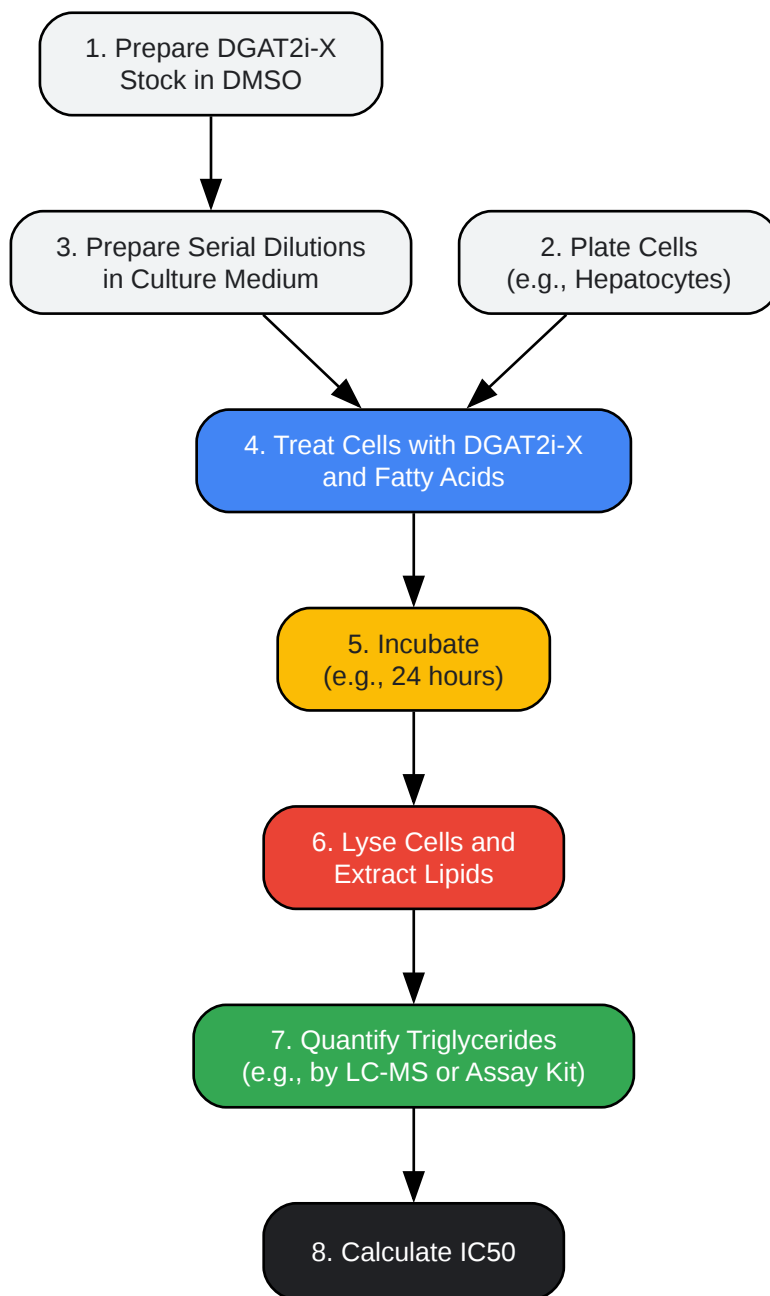 1. Prepare DGAT2i-X
Stock in DMSO
3. Prepare Serial Dilutions
in Culture Medium
2. Plate Cells
(e.g., Hepatocytes)
4. Treat Cells with DGAT2i-X
and Fatty Acids
5. Incubate
(e.g., 24 hours)
6. Lyse Cells and
Extract Lipids
7. Quantify Triglycerides
(e.g., by LC-MS or Assay Kit)
8. Calculate IC50